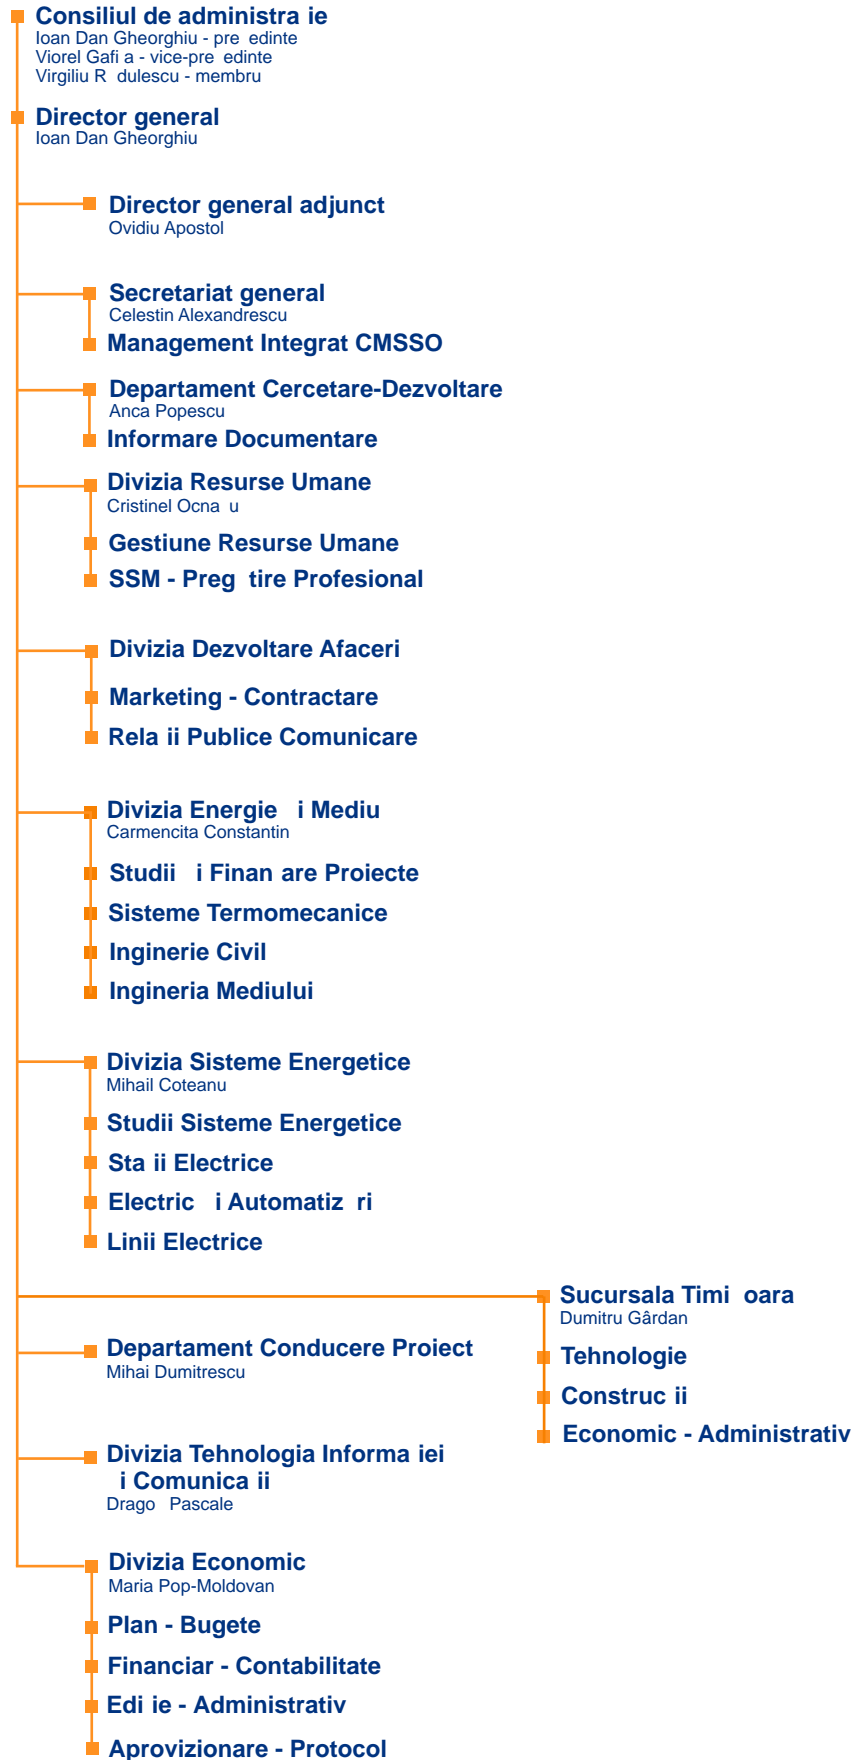 Consiliul de administra ie
Ioan Dan Gheorghiu - pre edinte
Viorel Gafi a - vice-pre edinte
Virgiliu R dulescu - membru
Director general
Ioan Dan Gheorghiu
Director general adjunct
Ovidiu Apostol
Secretariat general
Celestin Alexandrescu
Management Integrat CMSSO
Departament Cercetare-Dezvoltare
Anca Popescu
Informare Documentare
Divizia Resurse Umane
Cristinel Ocna u
Gestiune Resurse Umane
SSM - Preg tire Profesional
Divizia Dezvoltare Afaceri
Marketing - Contractare
Rela ii Publice Comunicare
Divizia Energie i Mediu
Carmencita Constantin
Studii i Finan are Proiecte
Sisteme Termomecanice
Inginerie Civil
Ingineria Mediului
Divizia Sisteme Energetice
Mihail Coteanu
Studii Sisteme Energetice
Sta ii Electrice
Electric i Automatiz ri
Linii Electrice
Sucursala Timi oara
Dumitru Gârdan
Tehnologie
Construc ii
Economic - Administrativ
Departament Conducere Proiect
Mihai Dumitrescu
Divizia Tehnologia Informa iei
i Comunica ii
Drago Pascale
Divizia Economic
Maria Pop-Moldovan
Plan - Bugete
Financiar - Contabilitate
Edi ie - Administrativ
Aprovizionare - Protocol